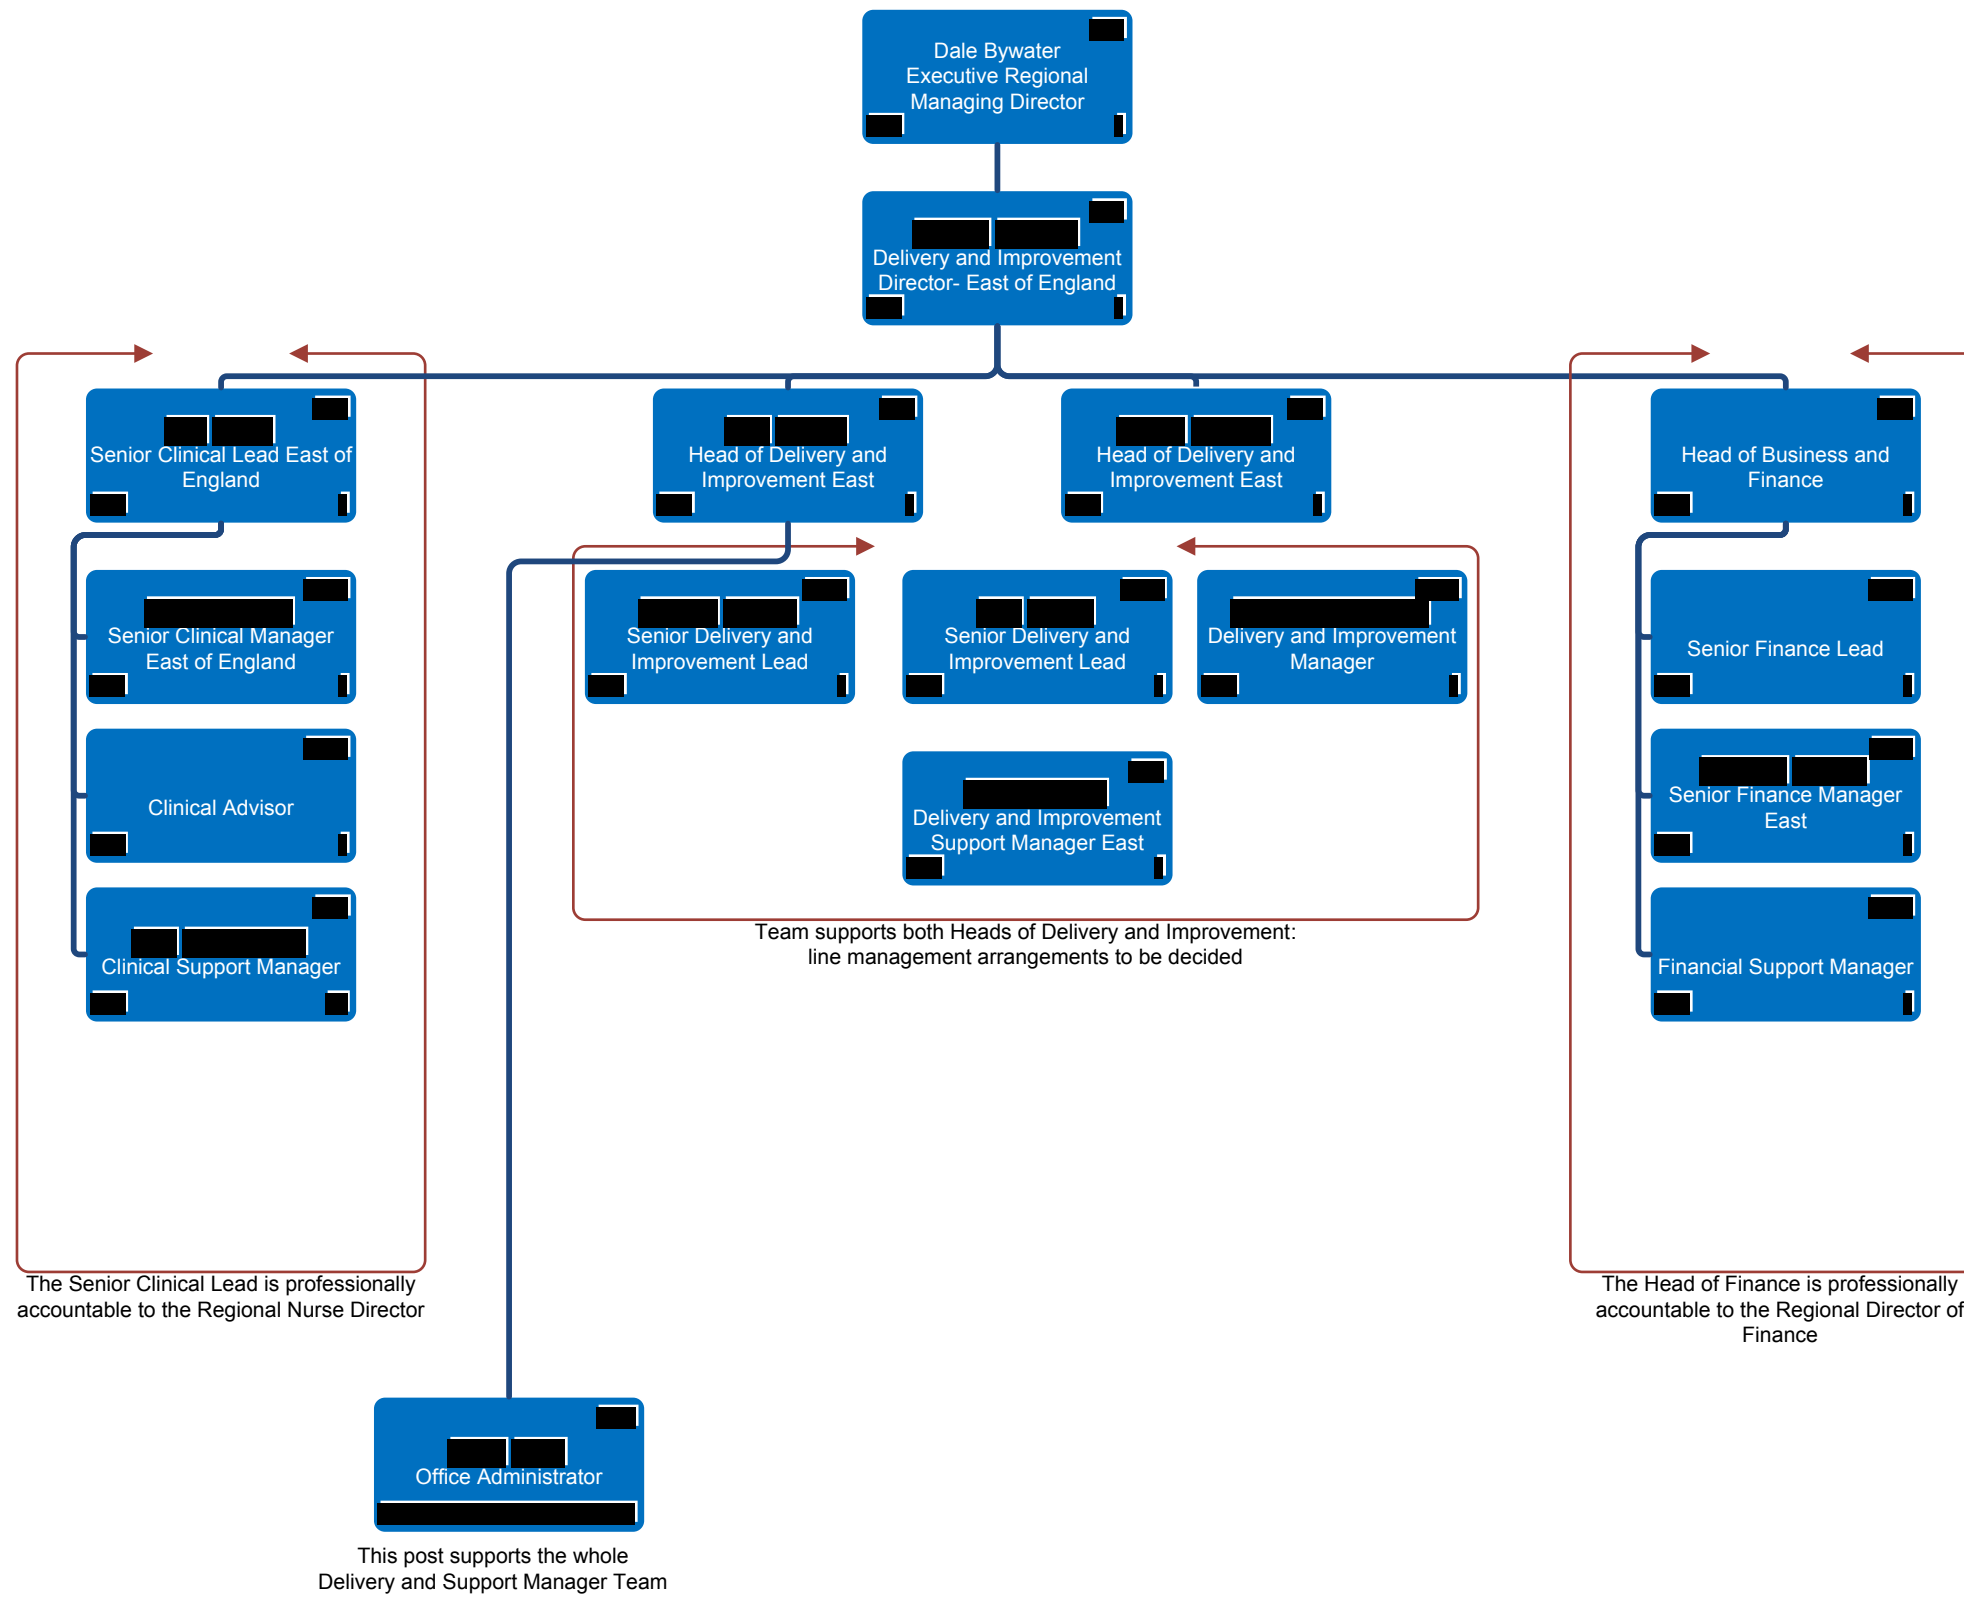 Dale Bywater
Executive Regional
Managing Director
Delivery and Improvement
Director- East of England
Senior Clinical Lead East of
England
Head of Delivery and
Improvement East
Head of Delivery and
Improvement East
Head of Business and
Finance
Senior Clinical Manager
East of England
Senior Delivery and
Improvement Lead
Senior Delivery and
Improvement Lead
Delivery and Improvement
Manager
Senior Finance Lead
Clinical Advisor
Delivery and Improvement
Support Manager East
Senior Finance Manager
East
Clinical Support Manager
Team supports both Heads of Delivery and Improvement:
line management arrangements to be decided
Financial Support Manager
The Senior Clinical Lead is professionally
accountable to the Regional Nurse Director
The Head of Finance is professionally
accountable to the Regional Director of
Finance
Office Administrator
This post supports the whole
Delivery and Support Manager Team